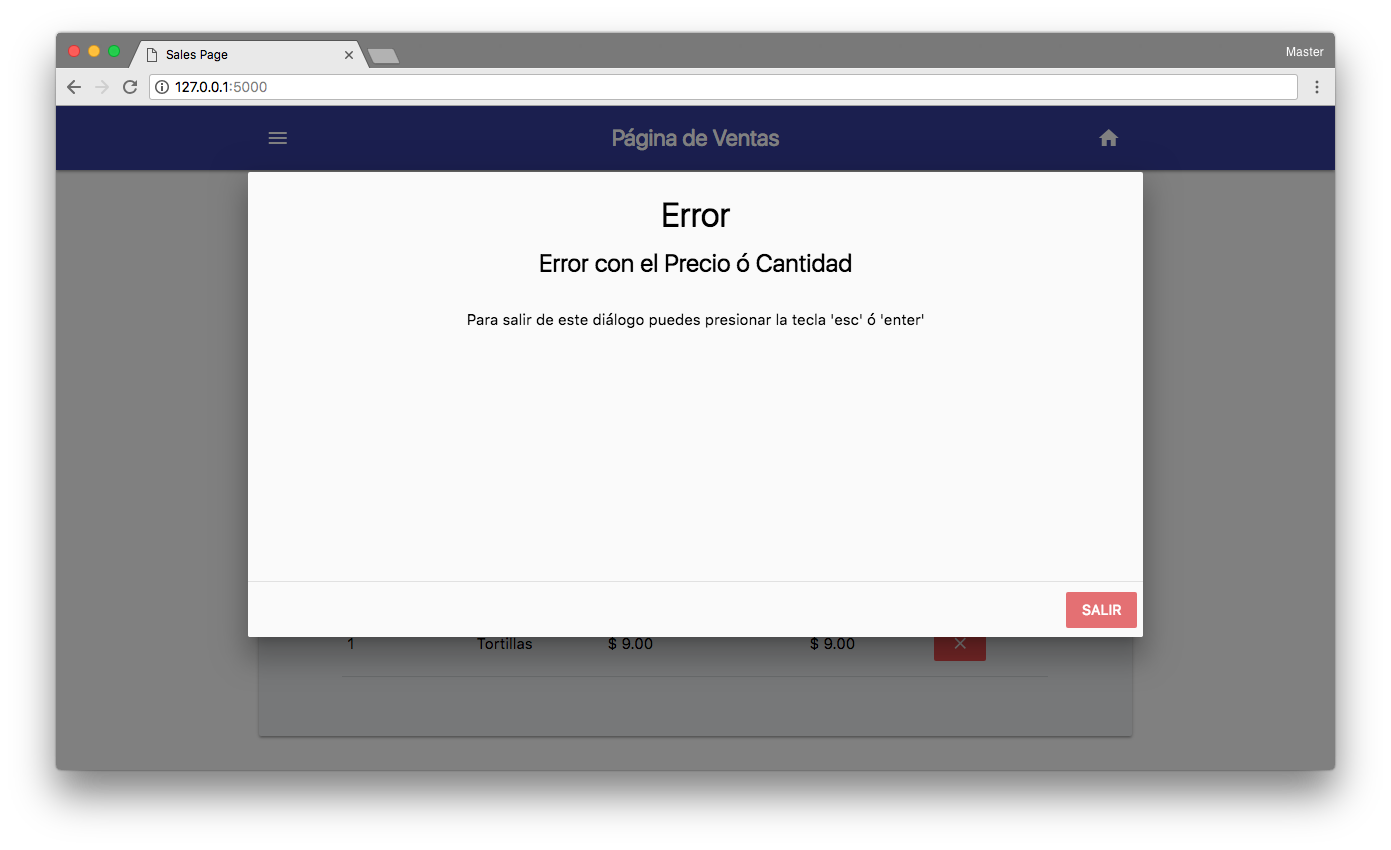 Sales Page
Master
127.0.0.1:5000
Página de Ventas
Error
Error con el Precio ó Cantidad
Para salir de este diálogo puedes presionar la tecla 'esc' ó 'enter'
SALIR
1 Tortillas $ 9.00 $ 9.00